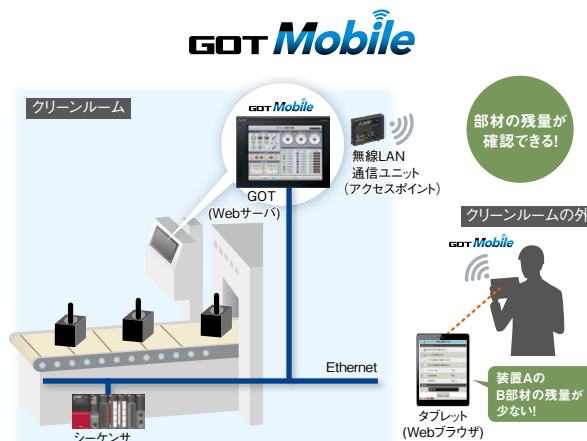 GOT Mobile
クリーンルーム
GOT Mobile
部材の残量が
確認できる!
無線LAN
通信ユニット
(アクセスポイント)
GOT
(Webサーバ)
クリーンルームの外
GOT Mobile
Ethernet
装置Aの
B部材の残量が
少ない!
タブレット
(Webブラウザ)
シーケンサ